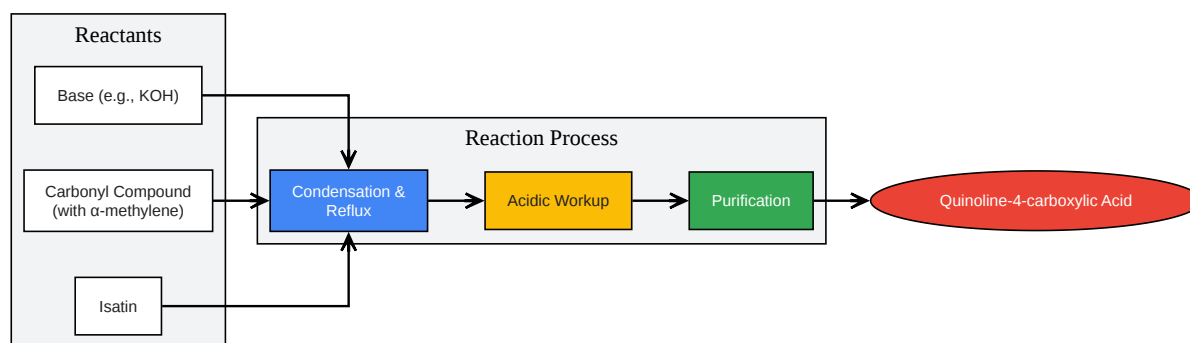 Reactants
Base (e.g., KOH)
Carbonyl Compound
(with α-methylene)
Isatin
Reaction Process
Condensation &
Reflux
Acidic Workup
Purification
Quinoline-4-carboxylic Acid